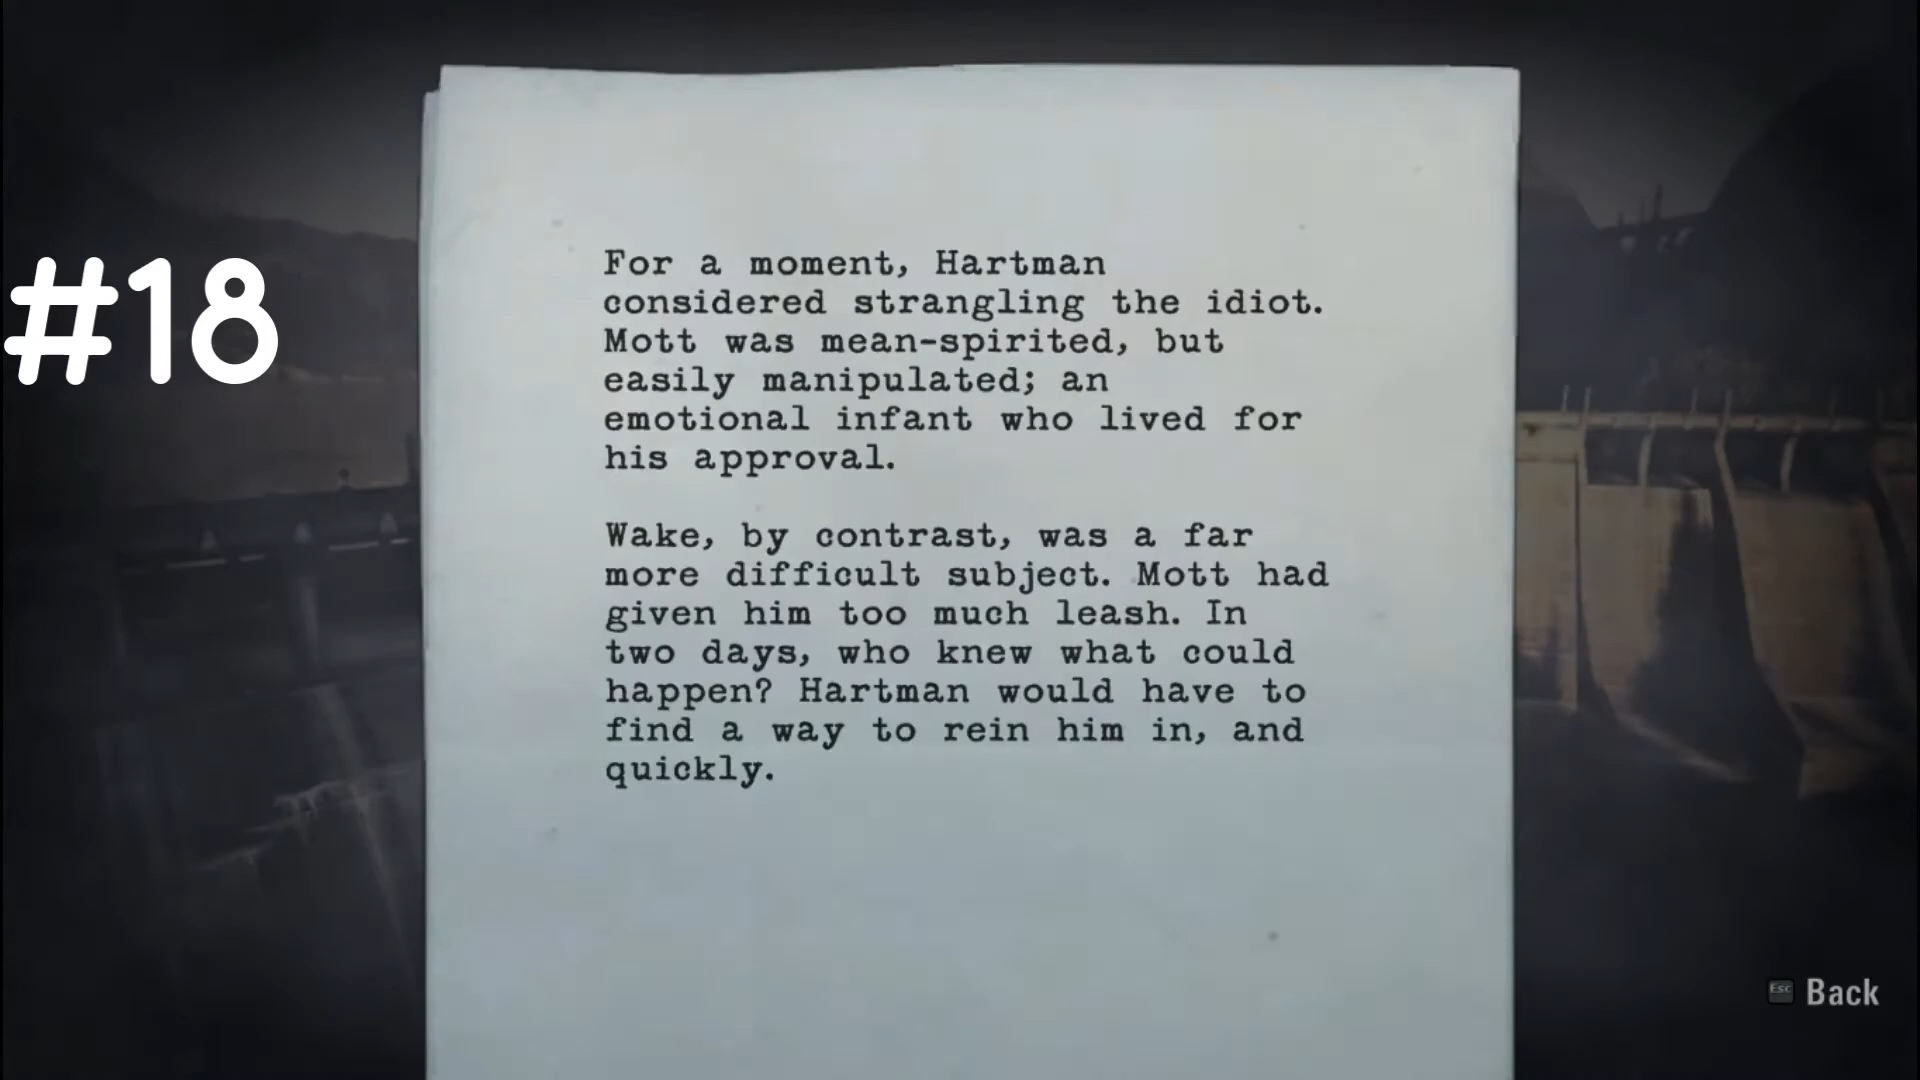 #18
For a moment, Hartman
considered strangling the idiot.
Mott was mean-spirited, but
easily manipulated; an
emotional infant who lived for
his approval.
Wake, by contrast, was a far
more difficult subject. Mott had
given him too much leash. In
two days, who knew what could
happen? Hartman would have to
find a way to rein him in, and
quickly.
Esc Back